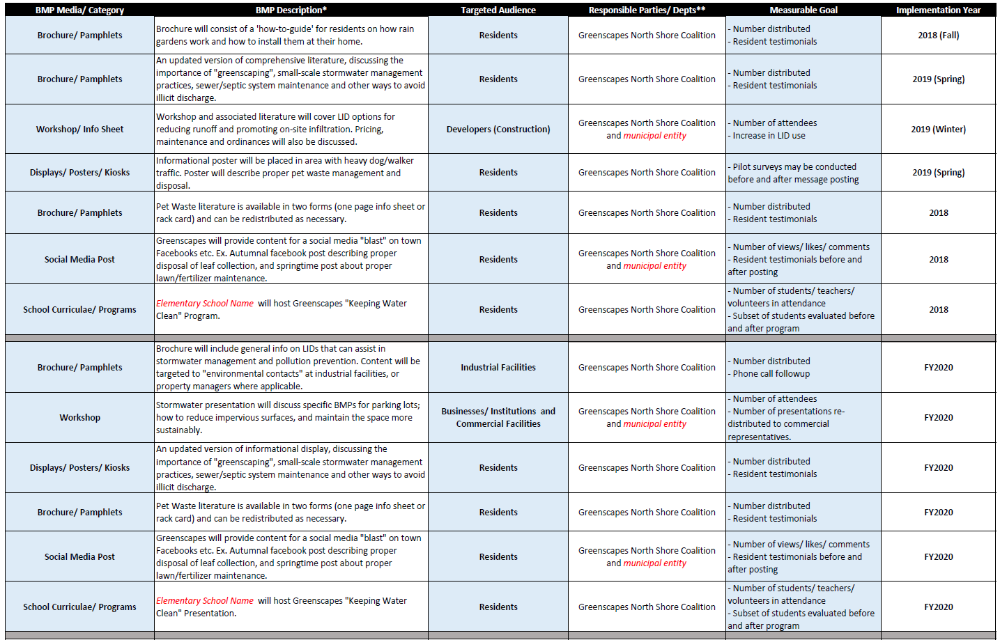 BMP Media/ Category BMP Description* Targeted Audience Responsible Parties/ Depts** Measurable Goal Implementation Year
Brochure/ Pamphlets
Brochure will consist of a 'how-to-guide' for residents on how rain
gardens work and how to install them at their home.
Residents
Greenscapes North Shore Coalition
- Number distributed
- Resident testimonials
2018 (Fall)
Brochure/ Pamphlets
An updated version of comprehensive literature, discussing the
importance of "greenscaping", small-scale stormwater management
practices, sewer/septic system maintenance and other ways to avoid
illicit discharge.
Residents
Greenscapes North Shore Coalition
- Number distributed
- Resident testimonials
2019 (Spring)
Workshop/ Info Sheet
Workshop and associated literature will cover LID options for
reducing runoff and promoting on-site infiltration. Pricing,
maintenance and ordinances will also be discussed.
Developers (Construction)
Greenscapes North Shore Coalition
and municipal entity
- Number of attendees
- Increase in LID use
2019 (Winter)
Displays/ Posters/ Kiosks
Informational poster will be placed in area with heavy dog/walker
traffic. Poster will describe proper pet waste management and
disposal.
Residents
Greenscapes North Shore Coalition
- Pilot surveys may be conducted
before and after message posting
2019 (Spring)
Brochure/ Pamphlets
Pet Waste literature is available in two forms (one page info sheet or
rack card) and can be redistributed as necessary.
Residents
Greenscapes North Shore Coalition
- Number distributed
- Resident testimonials
2018
Social Media Post
Greenscapes will provide content for a social media "blast" on town
Facebooks etc. Ex. Autumnal facebook post describing proper
disposal of leaf collection, and springtime post about proper
lawn/fertilizer maintenance.
Residents
Greenscapes North Shore Coalition
and municipal entity
- Number of views/ likes/ comments
- Resident testimonials before and
after posting
2018
School Curriculae/ Programs
Elementary School Name will host Greenscapes "Keeping Water
Clean" Program.
Residents
Greenscapes North Shore Coalition
- Number of students/ teachers/
volunteers in attendance
- Subset of students evaluated before
and after program
2018
Brochure/ Pamphlets
Brochure will include general info on LIDs that can assist in
stormwater management and pollution prevention. Content will be
targeted to "environmental contacts" at industrial facilities, or
property managers where applicable.
Industrial Facilities
Greenscapes North Shore Coalition
- Number distributed
- Phone call followup
FY2020
Workshop
Stormwater presentation will discuss specific BMPs for parking lots;
how to reduce impervious surfaces, and maintain the space more
sustainably.
Businesses/ Institutions and
Commercial Facilities
Greenscapes North Shore Coalition
and municipal entity
- Number of attendees
- Number of presentations re-
distributed to commercial
representatives.
FY2020
Displays/ Posters/ Kiosks
An updated version of informational display, discussing the
importance of "greenscaping", small-scale stormwater management
practices, sewer/septic system maintenance and other ways to avoid
illicit discharge.
Residents
Greenscapes North Shore Coalition
- Number distributed
- Resident testimonials
FY2020
Brochure/ Pamphlets
Pet Waste literature is available in two forms (one page info sheet or
rack card) and can be redistributed as necessary.
Residents
Greenscapes North Shore Coalition
- Number distributed
- Resident testimonials
FY2020
Social Media Post
Greenscapes will provide content for a social media "blast" on town
Facebooks etc. Ex. Autumnal facebook post describing proper
disposal of leaf collection, and springtime post about proper
lawn/fertilizer maintenance.
Residents
Greenscapes North Shore Coalition
and municipal entity
- Number of views/ likes/ comments
- Resident testimonials before and
after posting
FY2020
School Curriculae/ Programs
Elementary School Name will host Greenscapes "Keeping Water
Clean" Presentation.
Residents
Greenscapes North Shore Coalition
- Number of students/ teachers/
volunteers in attendance
- Subset of students evaluated before
and after program
FY2020